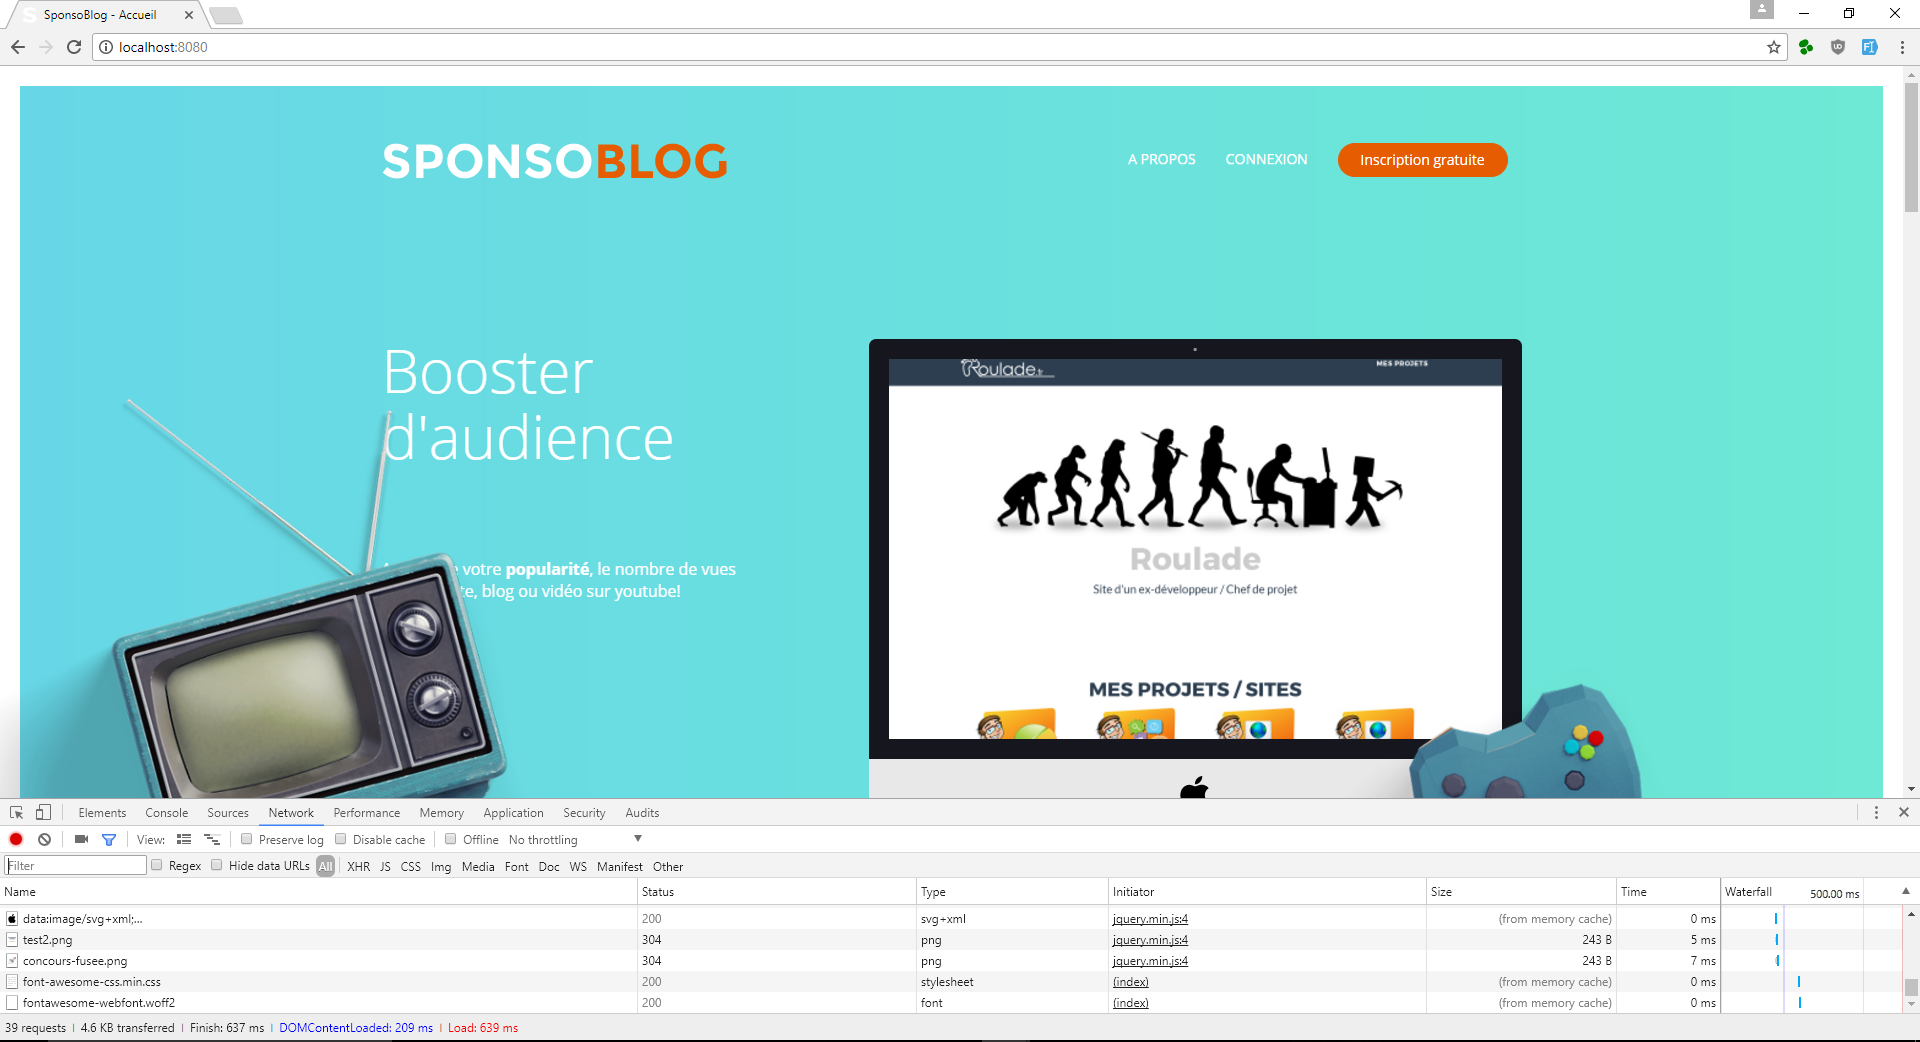 SponsoBlog - Accueil
localhost:8080
SPONSOBLOG
A PROPOS CONNEXION Inscription gratuite
Booster
d'audience
votre popularité, le nombre de vues
blog ou vidéo sur youtube!
Roulade.fr MES PROJETS
Roulade
Site d'un ex-développeur / Chef de projet
MES PROJETS / SITES
Elements Console Sources Network Performance Memory Application Security Audits
View: Preserve log Disable cache Offline No throttling
Filter Regex Hide data URLs All XHR JS CSS Img Media Font Doc WS Manifest Other
Name Status Type Initiator Size Time Waterfall 500.00 ms
data:image/svg+xml;... 200 svg+xml jquery.min.js:4 (from memory cache) 0 ms
test2.png 304 png jquery.min.js:4 243 B 5 ms
concours-fusee.png 304 png jquery.min.js:4 243 B 7 ms
font-awesome-css.min.css 200 stylesheet (index) (from memory cache) 0 ms
fontawesome-webfont.woff2 200 font (index) (from memory cache) 0 ms
39 requests | 4.6 KB transferred | Finish: 637 ms | DOMContentLoaded: 209 ms | Load: 639 ms